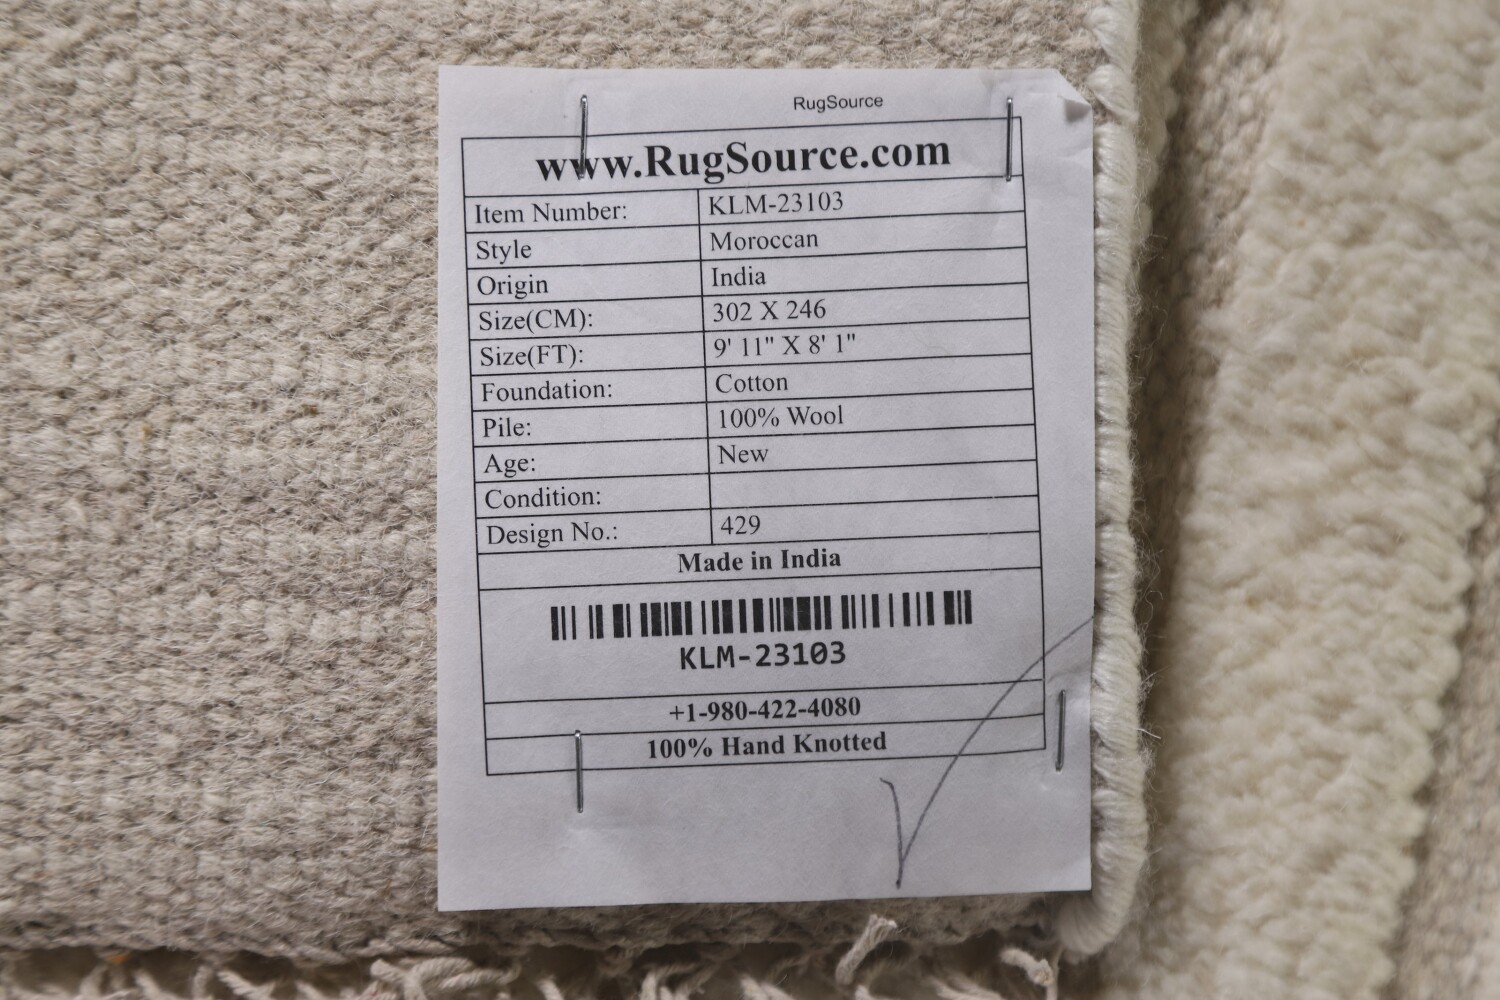 RugSource
www.RugSource.com
Item Number: KLM-23103
Style Moroccan
Origin India
Size(CM): 302 X 246
Size(FT): 9' 11" X 8' 1"
Foundation: Cotton
Pile: 100% Wool
Age: New
Condition:
Design No.: 429
Made in India
KLM-23103
+1-980-422-4080
100% Hand Knotted